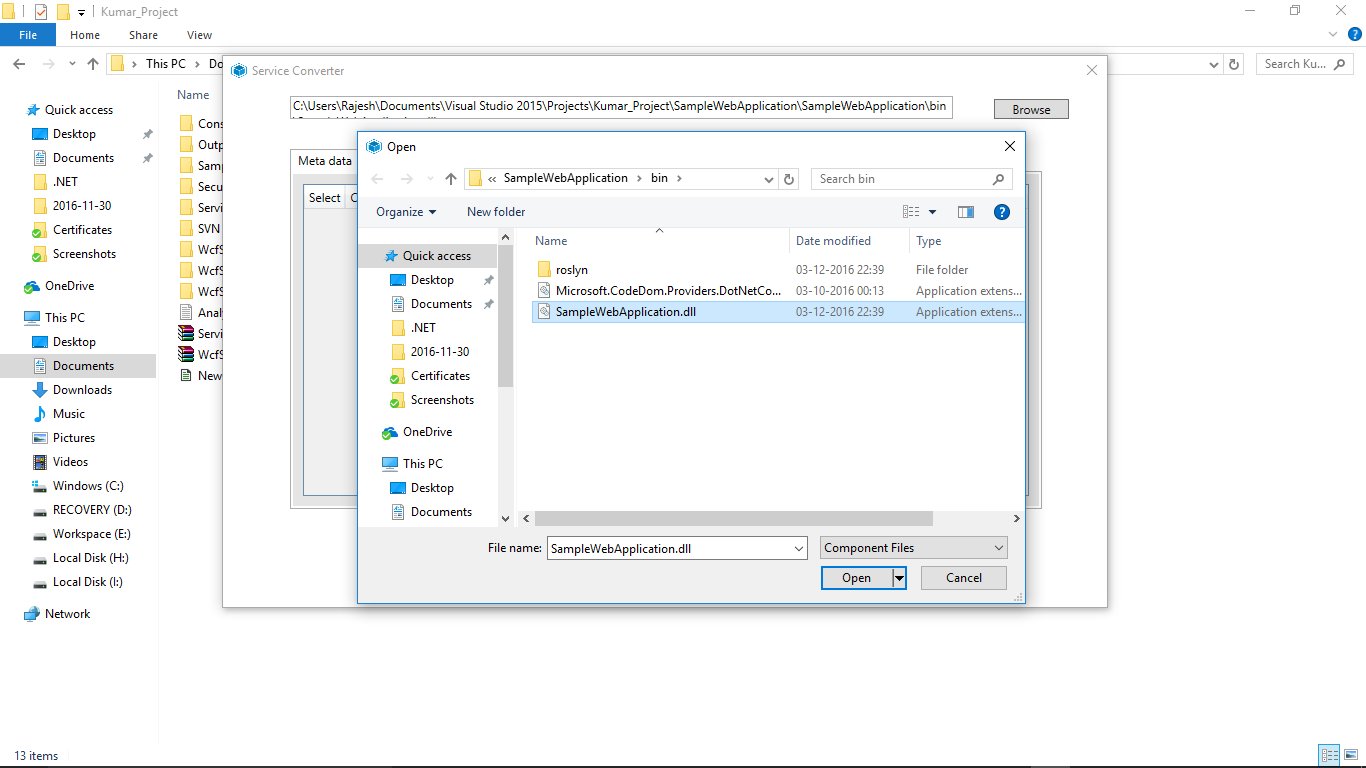 Kumar_Project
File Home Share View
This PC
Search Ku...
Quick access
Desktop
Documents
.NET
2016-11-30
Certificates
Screenshots
OneDrive
This PC
Desktop
Documents
Downloads
Music
Pictures
Videos
Windows (C:)
RECOVERY (D:)
Workspace (E:)
Local Disk (H:)
Local Disk (I:)
Network
Name
Cons
Outp
Samp
Secu
Servi
SVN
WcfS
WcfS
WcfS
Analy
Servi
WcfS
New
13 items
Service Converter
C:\Users\Rajesh\Documents\Visual Studio 2015\Projects\Kumar_Project\SampleWebApplication\SampleWebApplication\bin
Browse
Meta data
Select
Open
« SampleWebApplication › bin ›
Search bin
Organize New folder
Quick access
Desktop
Documents
.NET
2016-11-30
Certificates
Screenshots
OneDrive
This PC
Desktop
Documents
Name Date modified Type
roslyn 03-12-2016 22:39 File folder
Microsoft.CodeDom.Providers.DotNetCo... 03-10-2016 00:13 Application extens...
SampleWebApplication.dll 03-12-2016 22:39 Application extens...
File name: SampleWebApplication.dll Component Files
Open Cancel